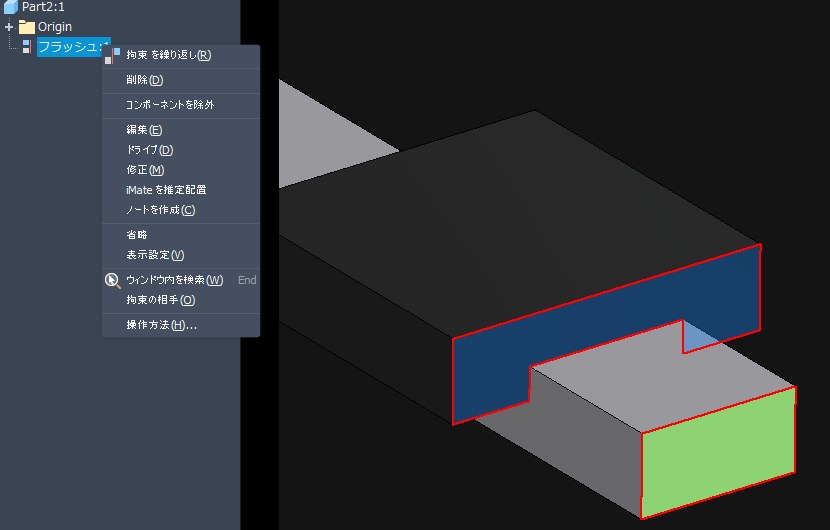 Part2:1
Origin
フラッシュ:1
拘束 を繰り返し(R)
削除(D)
コンポーネントを除外
編集(E)
ドライブ(D)
修正(M)
iMate を推定配置
ノートを作成(C)
省略
表示設定(V)
ウィンドウ内を検索(W) End
拘束の相手(O)
操作方法(H)...